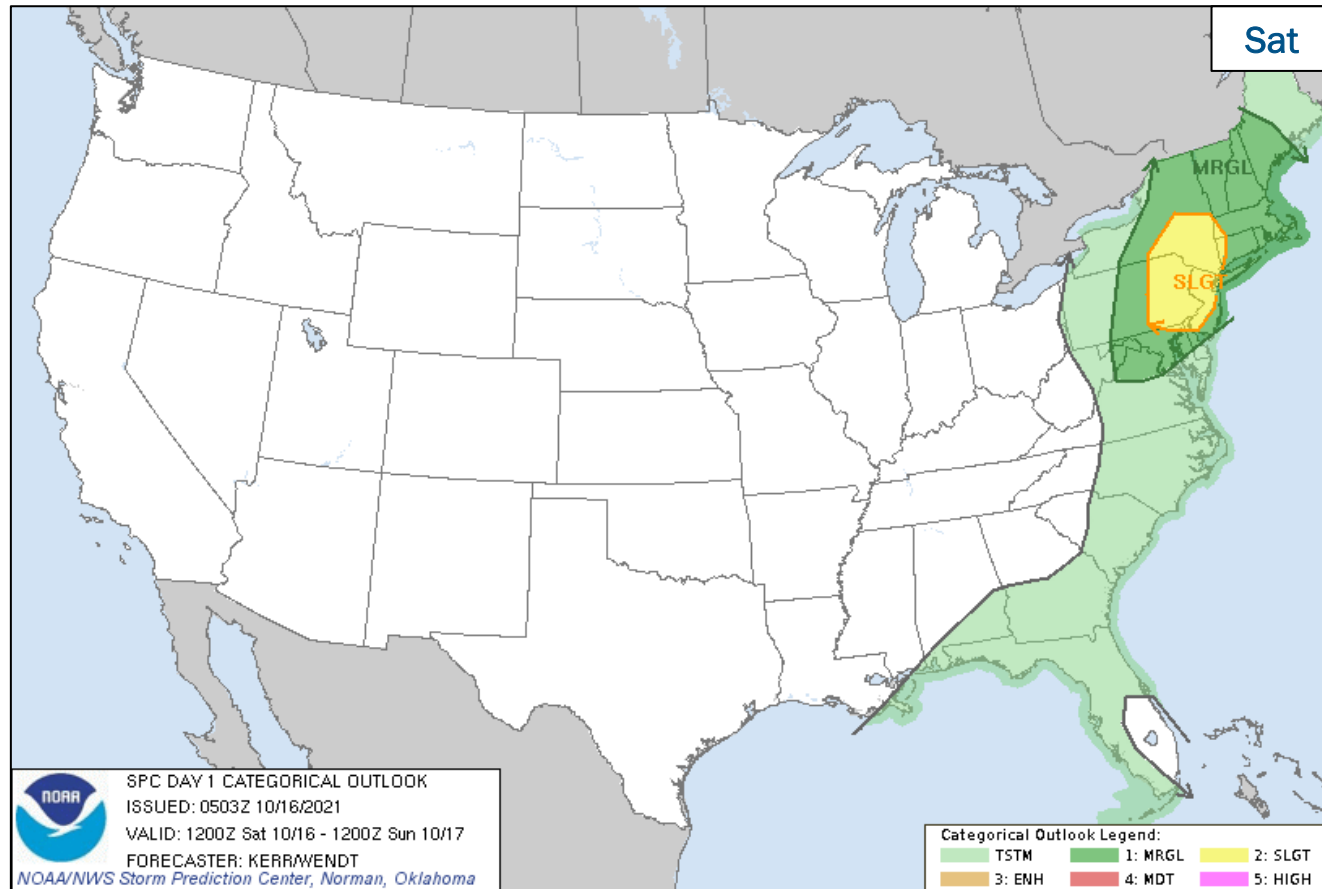 Sat
MRGL
SLGT
NOAA
SPC DAY 1 CATEGORICAL OUTLOOK
ISSUED: 0503Z 10/16/2021
VALID: 1200Z Sat 10/16 - 1200Z Sun 10/17
FORECASTER: KERR/WENDT
NOAA/NWS Storm Prediction Center, Norman, Oklahoma
Categorical Outlook Legend:
TSTM 1: MRGL 2: SLGT
3: ENH 4: MDT 5: HIGH